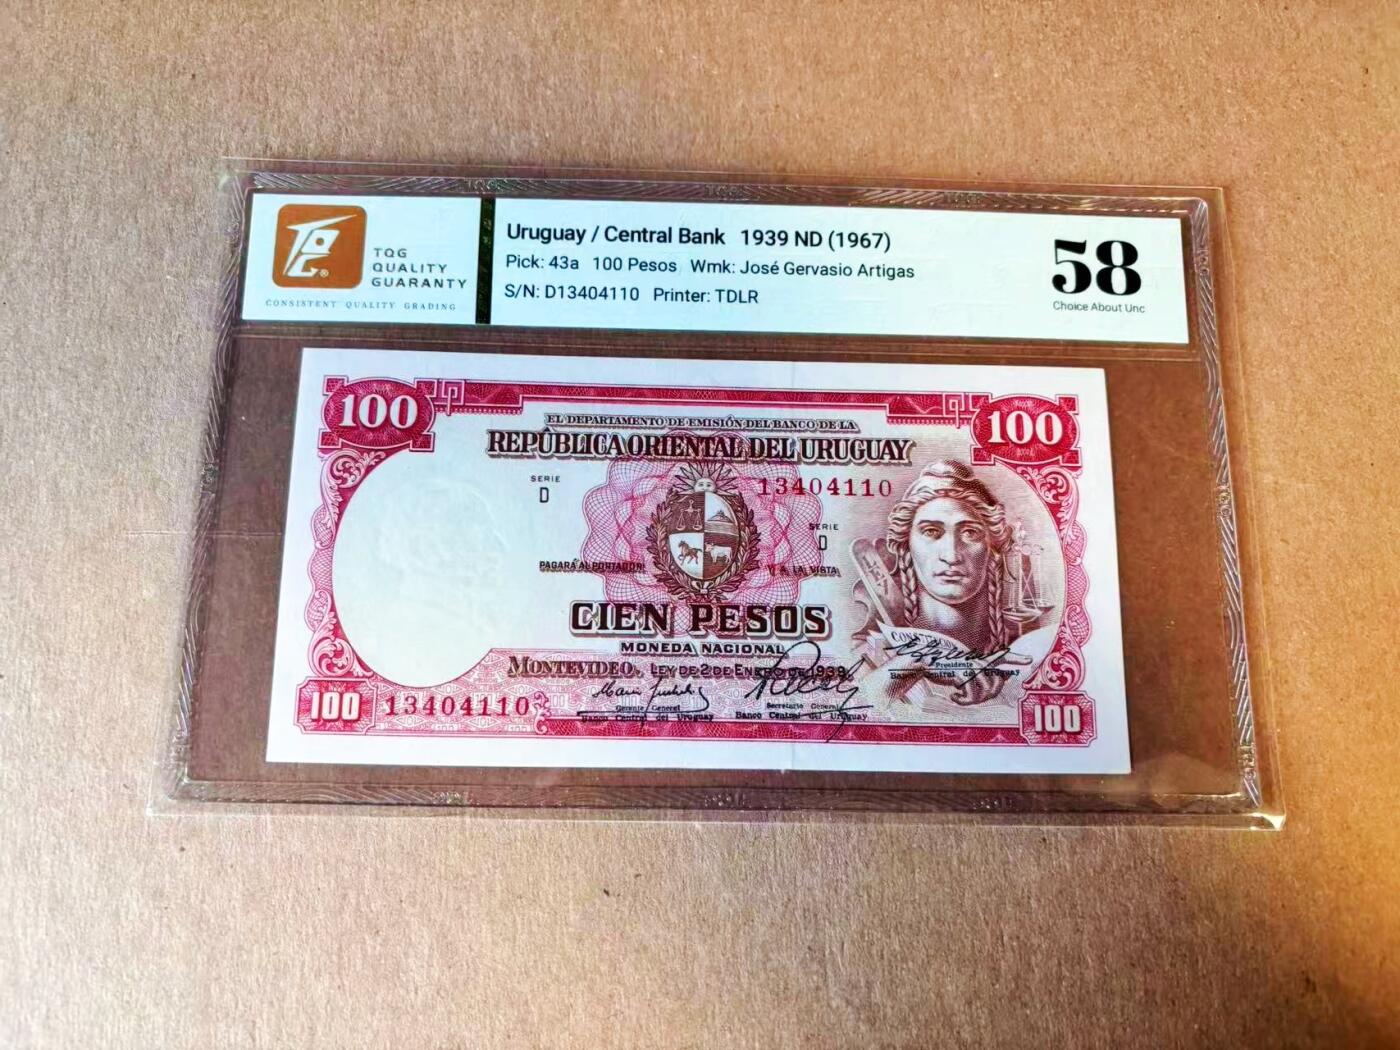 TQG
QUALITY
GUARANTY
CONSISTENT QUALITY GRADING
Uruguay / Central Bank 1939 ND (1967)
Pick: 43a 100 Pesos Wmk: José Gervasio Artigas
S/N: D13404110 Printer: TDLR
58
Choice About Unc
100
100
EL DEPARTAMENTO DE EMISIÓN DEL BANCO DE LA
REPÚBLICA ORIENTAL DEL URUGUAY
SERIE
D
13404110
SERIE
D
PAGARÁ AL PORTADOR Y A LA VISTA
CIEN PESOS
MONEDA NACIONAL
MONTEVIDEO, LEY DE 2 DE ENERO DE 1939
Presidente
Banco Central del Uruguay
Gerente General
Banco Central del Uruguay
Secretario General
Banco Central del Uruguay
100
13404110
100